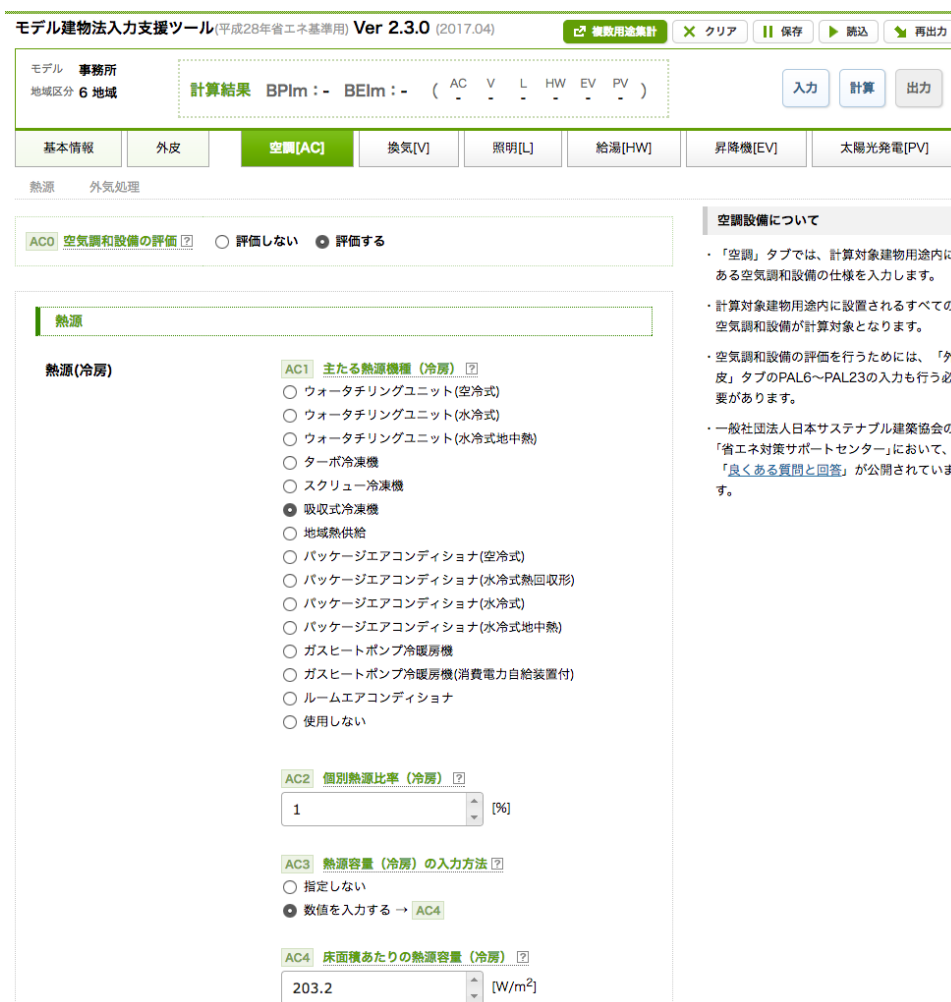 モデル建物法入力支援ツール(平成28年省エネ基準用) Ver 2.3.0 (2017.04)
複数用途集計 クリア 保存 読込 再出力
モデル 事務所
地域区分 6 地域
計算結果 BPIm:- BEIm:- ( AC - V - L - HW - EV - PV - )
入力 計算 出力
基本情報 外皮 空調[AC] 換気[V] 照明[L] 給湯[HW] 昇降機[EV] 太陽光発電[PV]
熱源 外気処理
AC0 空気調和設備の評価 ? 評価しない 評価する
熱源
熱源(冷房)
AC1 主たる熱源機種(冷房) ?
ウォータチリングユニット(空冷式)
ウォータチリングユニット(水冷式)
ウォータチリングユニット(水冷式地中熱)
ターボ冷凍機
スクリュー冷凍機
吸収式冷凍機
地域熱供給
パッケージエアコンディショナ(空冷式)
パッケージエアコンディショナ(水冷式熱回収形)
パッケージエアコンディショナ(水冷式)
パッケージエアコンディショナ(水冷式地中熱)
ガスヒートポンプ冷暖房機
ガスヒートポンプ冷暖房機(消費電力自給装置付)
ルームエアコンディショナ
使用しない
AC2 個別熱源比率(冷房) ?
1 [%]
AC3 熱源容量(冷房)の入力方法 ?
指定しない
数値を入力する → AC4
AC4 床面積あたりの熱源容量(冷房) ?
203.2 [W/m²]
空調設備について
・「空調」タブでは、計算対象建物用途内に
ある空気調和設備の仕様を入力します。
・計算対象建物用途内に設置されるすべての
空気調和設備が計算対象となります。
・空気調和設備の評価を行うためには、「外
皮」タブのPAL6〜PAL23の入力も行う必
要があります。
・一般社団法人日本サステナブル建築協会の
「省エネ対策サポートセンター」において、
「良くある質問と回答」が公開されていま
す。